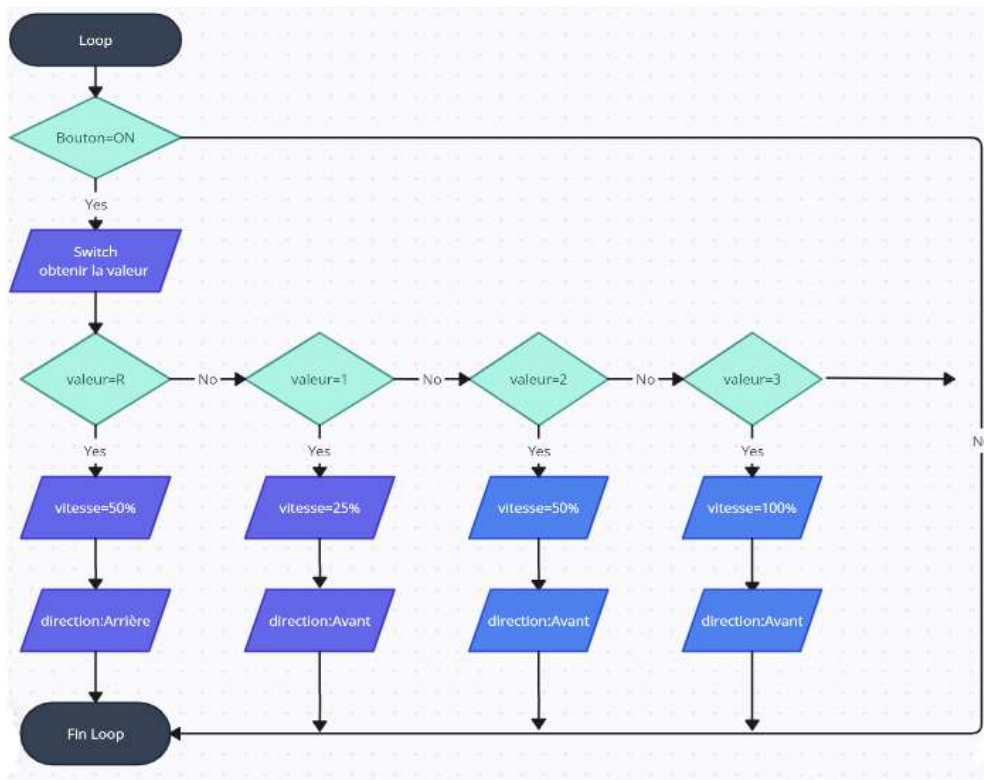 Loop
Bouton=ON
Yes
Switch
obtenir la valeur
valeur=R
No
valeur=1
No
valeur=2
No
valeur=3
Yes
Yes
Yes
Yes
vitesse=50%
vitesse=25%
vitesse=50%
vitesse=100%
direction:Arrière
direction:Avant
direction:Avant
direction:Avant
Fin Loop